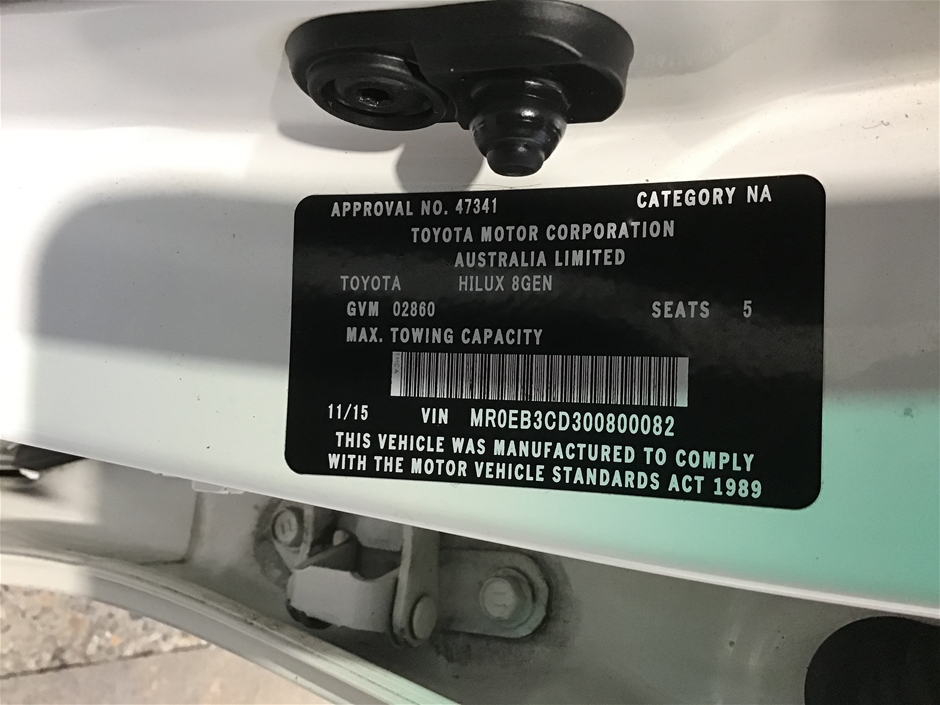 APPROVAL NO. 47341 CATEGORY NA
TOYOTA MOTOR CORPORATION
AUSTRALIA LIMITED
TOYOTA HILUX 8GEN
GVM 02860 SEATS 5
MAX. TOWING CAPACITY
11/15 VIN MR0EB3CD300800082
THIS VEHICLE WAS MANUFACTURED TO COMPLY
WITH THE MOTOR VEHICLE STANDARDS ACT 1989